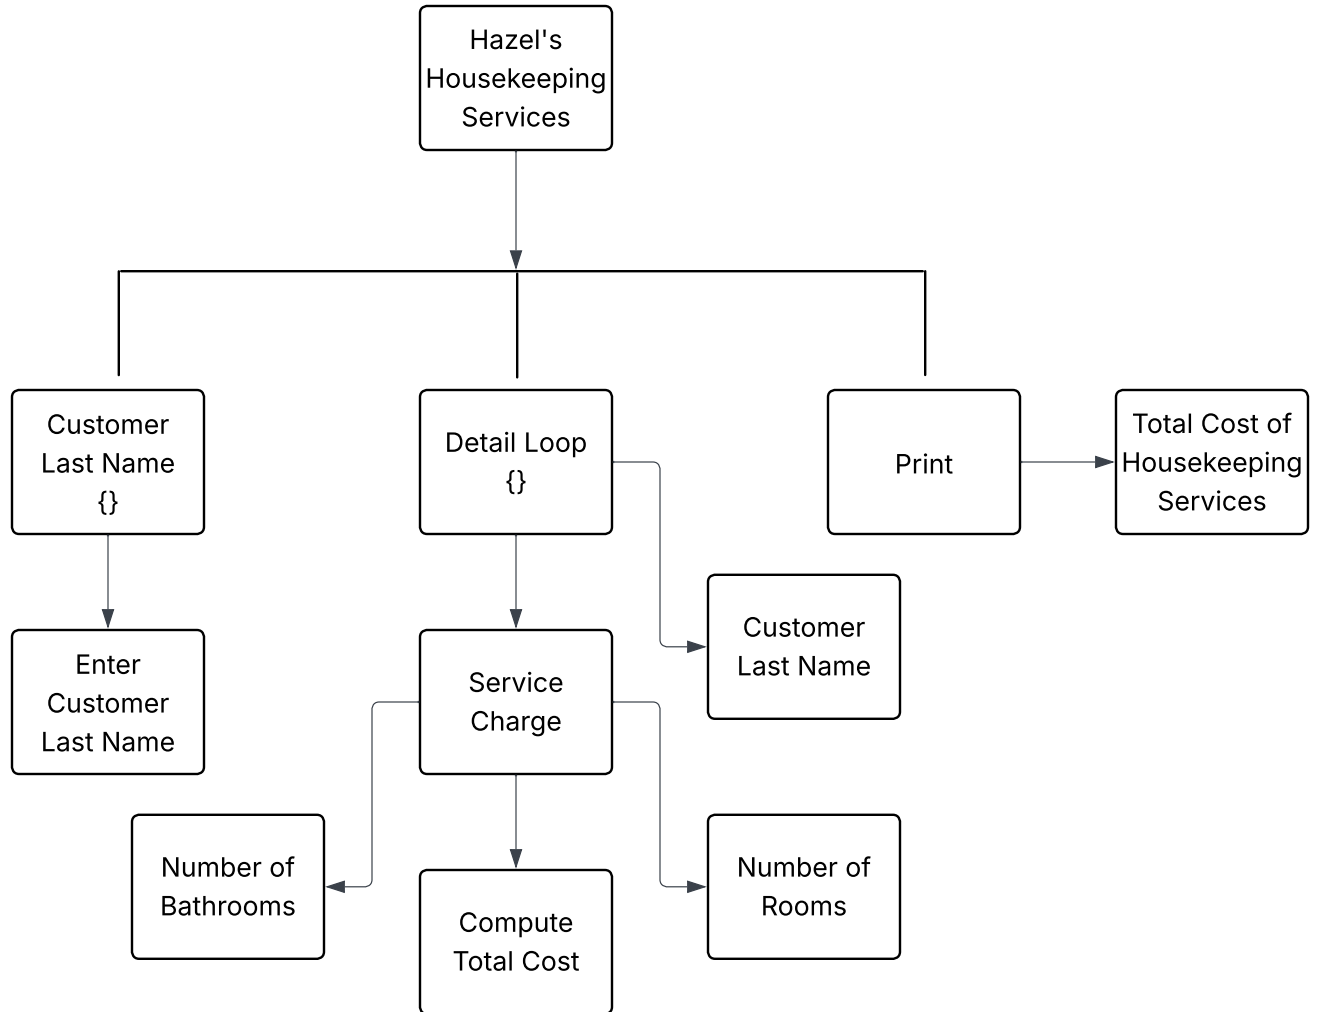 Hazel's
Housekeeping
Services
Customer
Last Name
{}
Detail Loop
{}
Print
Total Cost of
Housekeeping
Services
Enter
Customer
Last Name
Service
Charge
Customer
Last Name
Number of
Bathrooms
Compute
Total Cost
Number of
Rooms